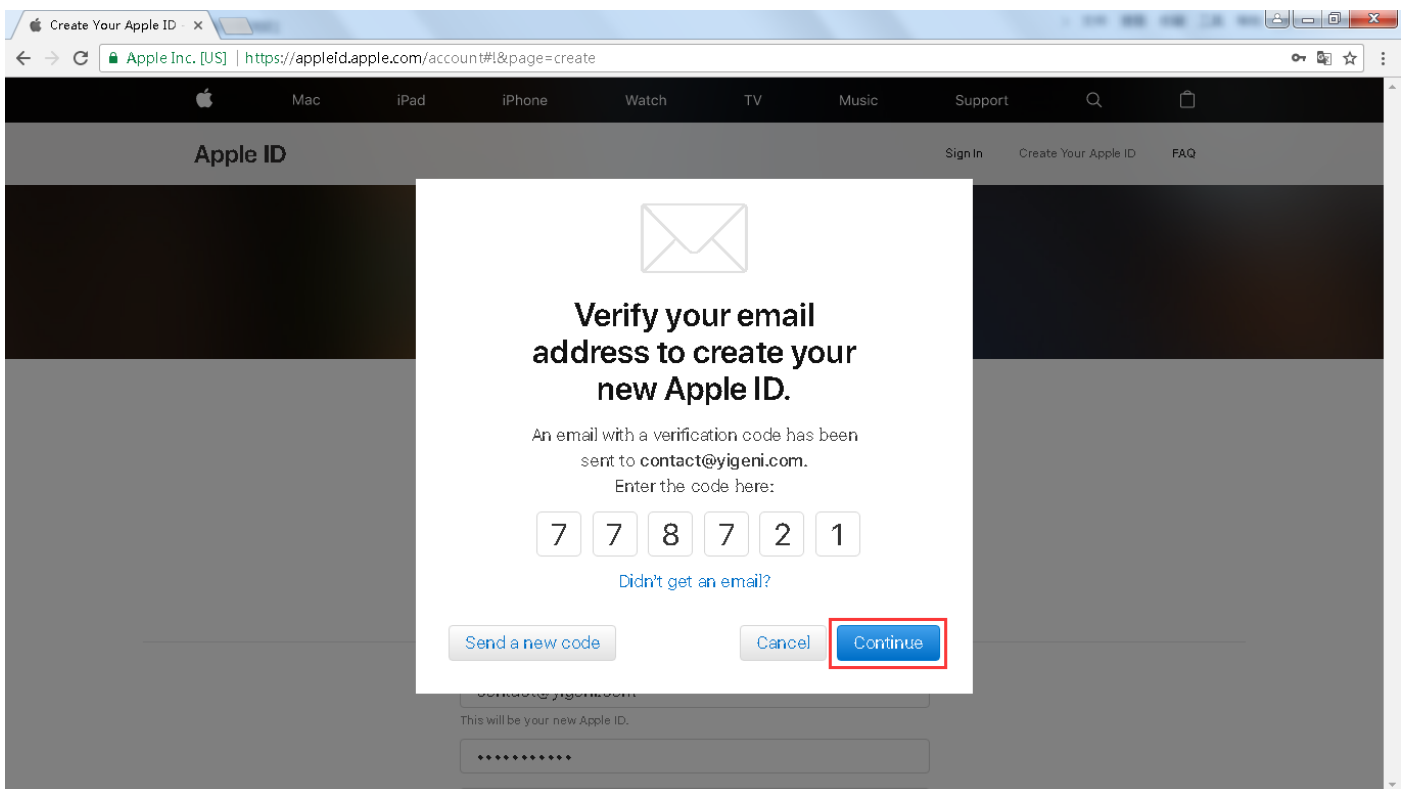 Create Your Apple ID -
Apple Inc. [US] | https://appleid.apple.com/account#!&page=create
Mac iPad iPhone Watch TV Music Support
Apple ID Sign In Create Your Apple ID FAQ
Verify your email
address to create your
new Apple ID.
An email with a verification code has been
sent to contact@yigeni.com.
Enter the code here:
7 7 8 7 2 1
Didn't get an email?
Send a new code Cancel Continue
This will be your new Apple ID.